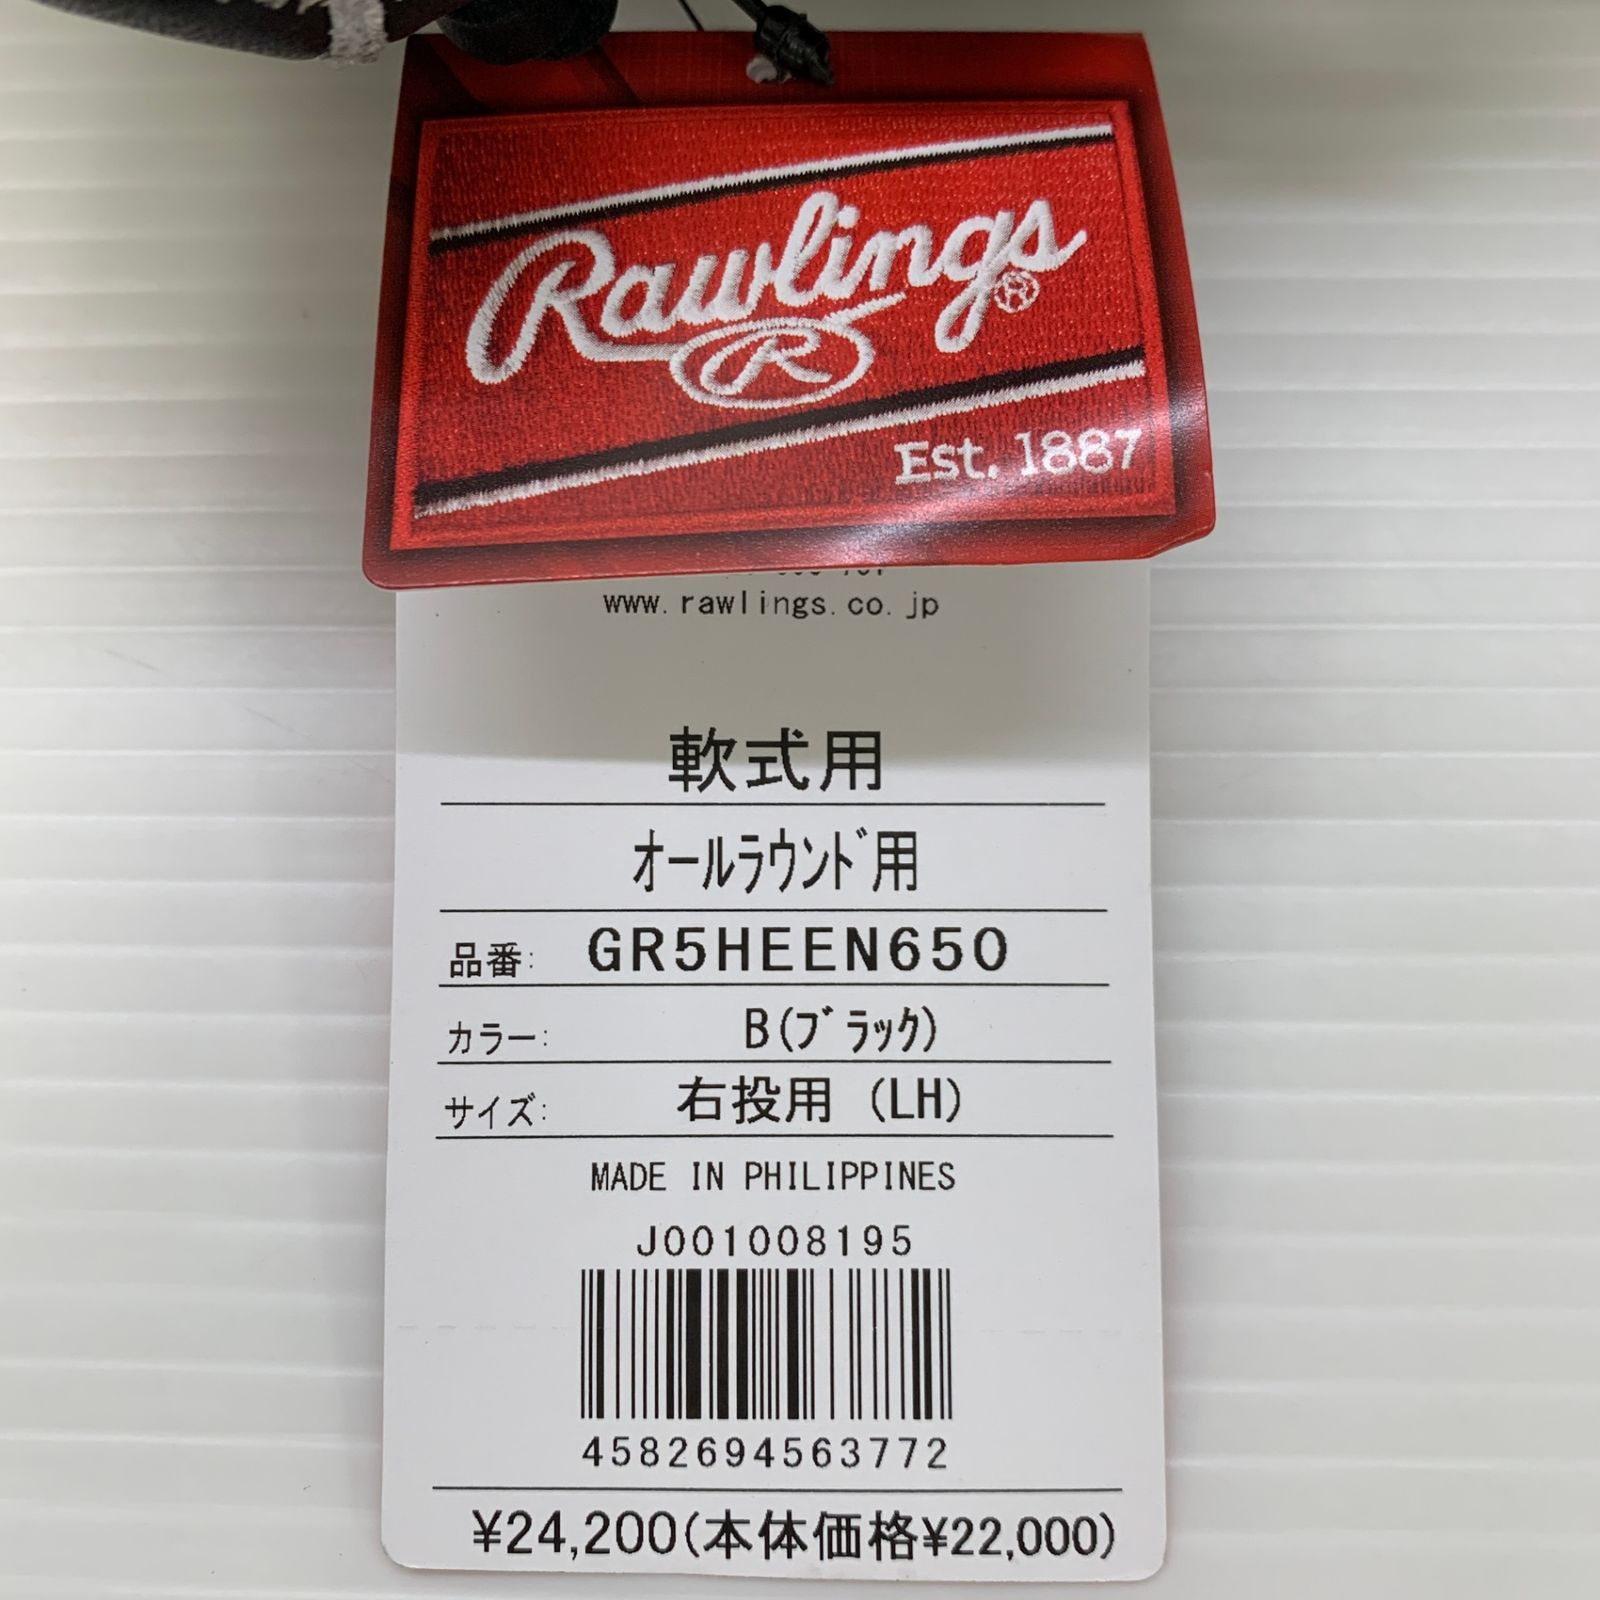 Rawlings®
R
Est. 1887
www.rawlings.co.jp
軟式用
オールラウンド用
品番: GR5HEEN650
カラー: B(ブラック)
サイズ: 右投用 (LH)
MADE IN PHILIPPINES
J001008195
4582694563772
¥24,200(本体価格¥22,000)